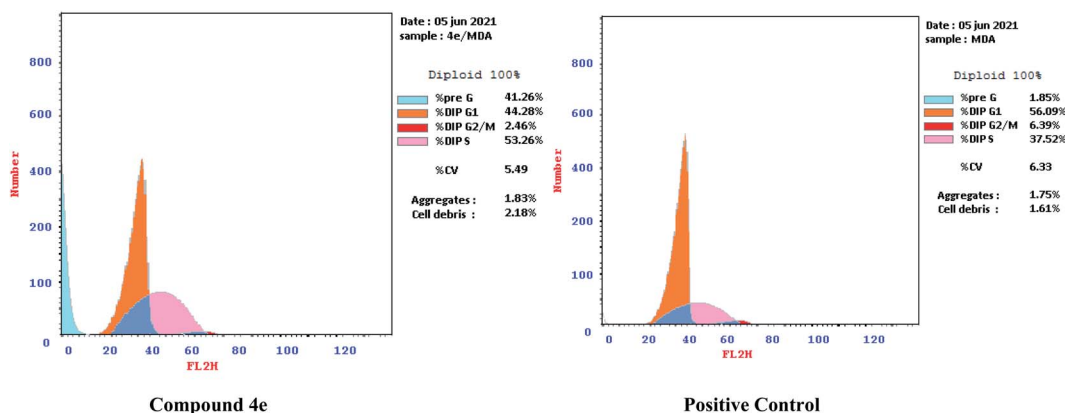 Date : 05 jun 2021
sample : 4e/MDA
Diploid 100%
%pre G 41.26%
%DIP G1 44.28%
%DIP G2/M 2.46%
%DIP S 53.26%
%CV 5.49
Aggregates : 1.83%
Cell debris : 2.18%
Number
800
600
400
200
100
0
0 20 40 60 80 100 120
FL2H
Compound 4e
Date : 05 jun 2021
sample : MDA
Diploid 100%
%pre G 1.85%
%DIP G1 56.09%
%DIP G2/M 6.39%
%DIP S 37.52%
%CV 6.33
Aggregates : 1.75%
Cell debris : 1.61%
Number
800
600
400
200
100
0
0 20 40 60 80 100 120
FL2H
Positive Control